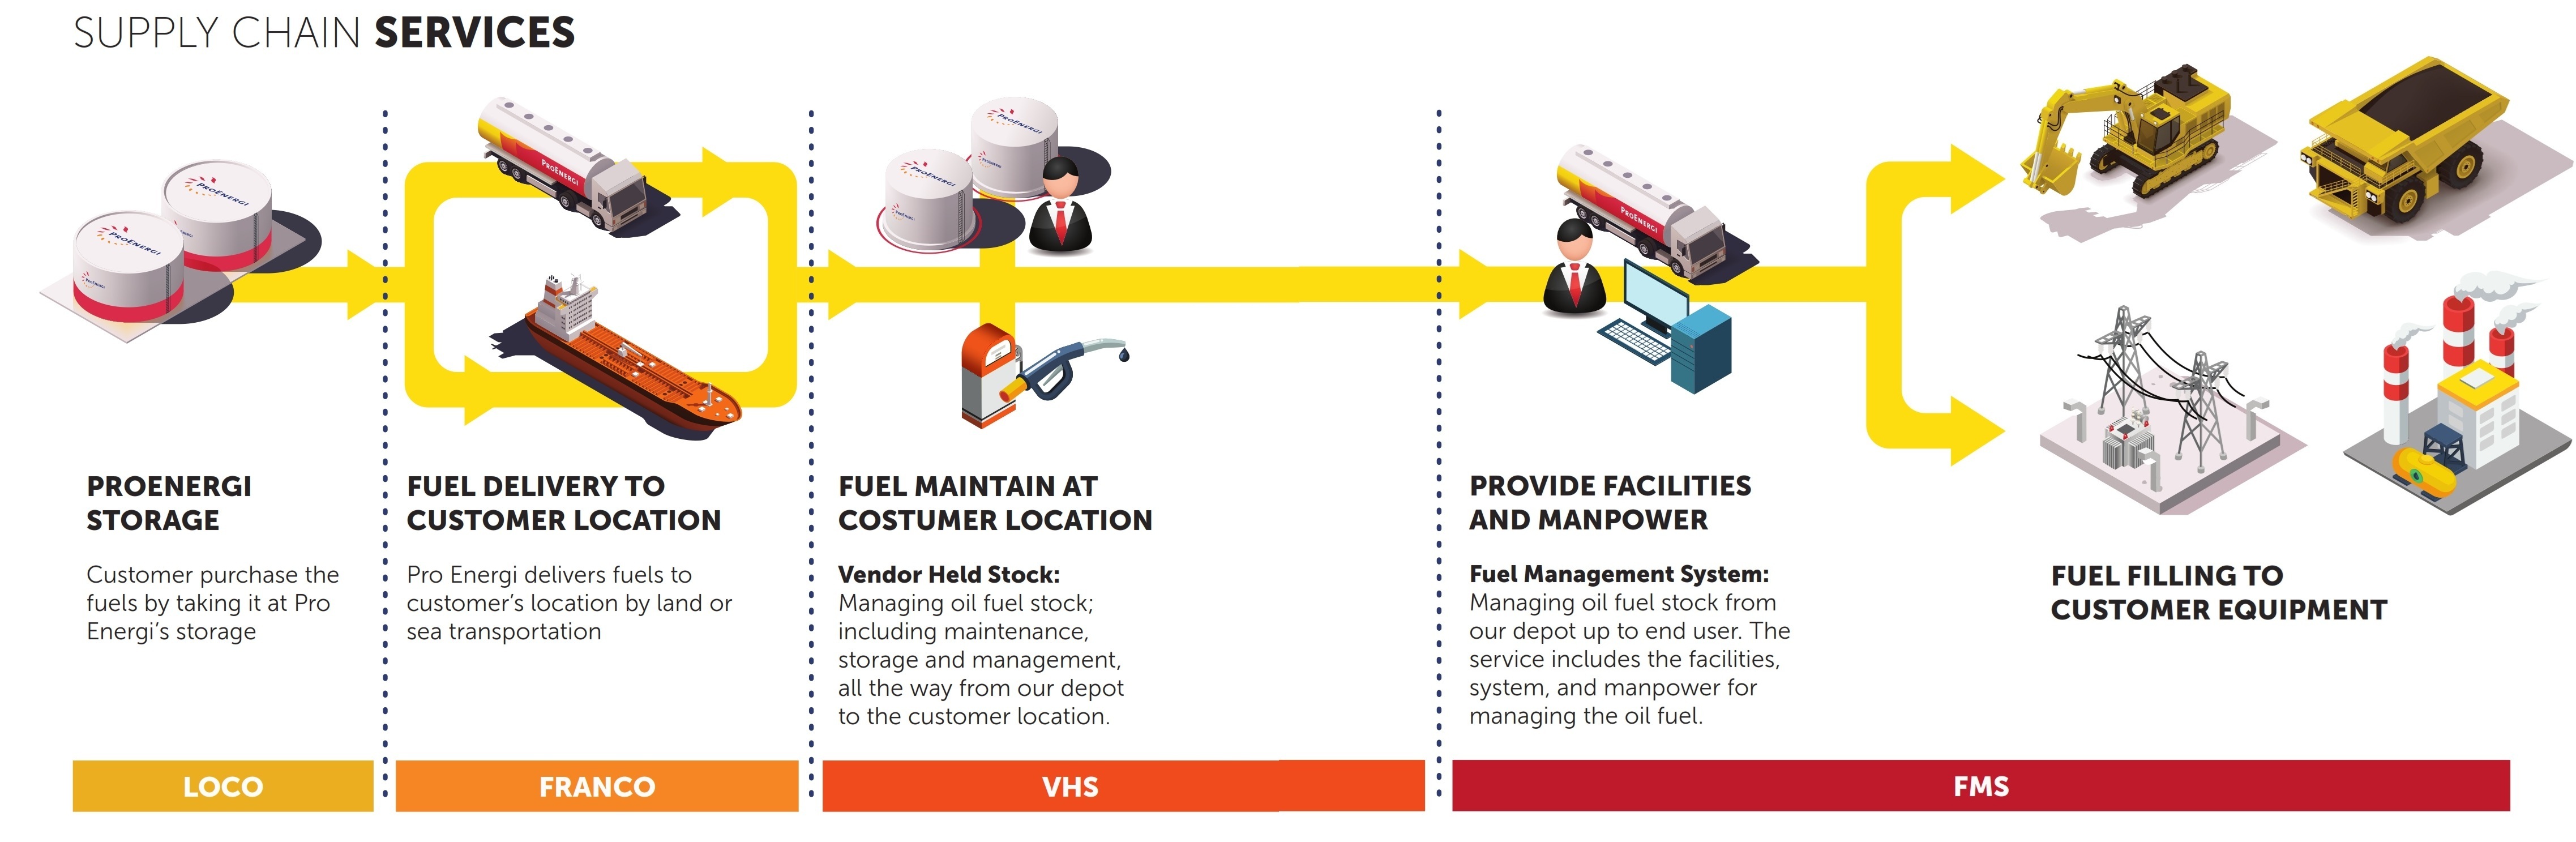 SUPPLY CHAIN SERVICES
PROENERGI
PROENERGI
PROENERGI
PROENERGI
PROENERGI
PROENERGI
PROENERGI
PROENERGI
PROENERGI
PROENERGI
STORAGE
Customer purchase the
fuels by taking it at Pro
Energi's storage
FUEL DELIVERY TO
CUSTOMER LOCATION
Pro Energi delivers fuels to
customer's location by land or
sea transportation
FUEL MAINTAIN AT
COSTUMER LOCATION
Vendor Held Stock:
Managing oil fuel stock;
including maintenance,
storage and management,
all the way from our depot
to the customer location.
PROVIDE FACILITIES
AND MANPOWER
Fuel Management System:
Managing oil fuel stock from
our depot up to end user. The
service includes the facilities,
system, and manpower for
managing the oil fuel.
FUEL FILLING TO
CUSTOMER EQUIPMENT
LOCO
FRANCO
VHS
FMS